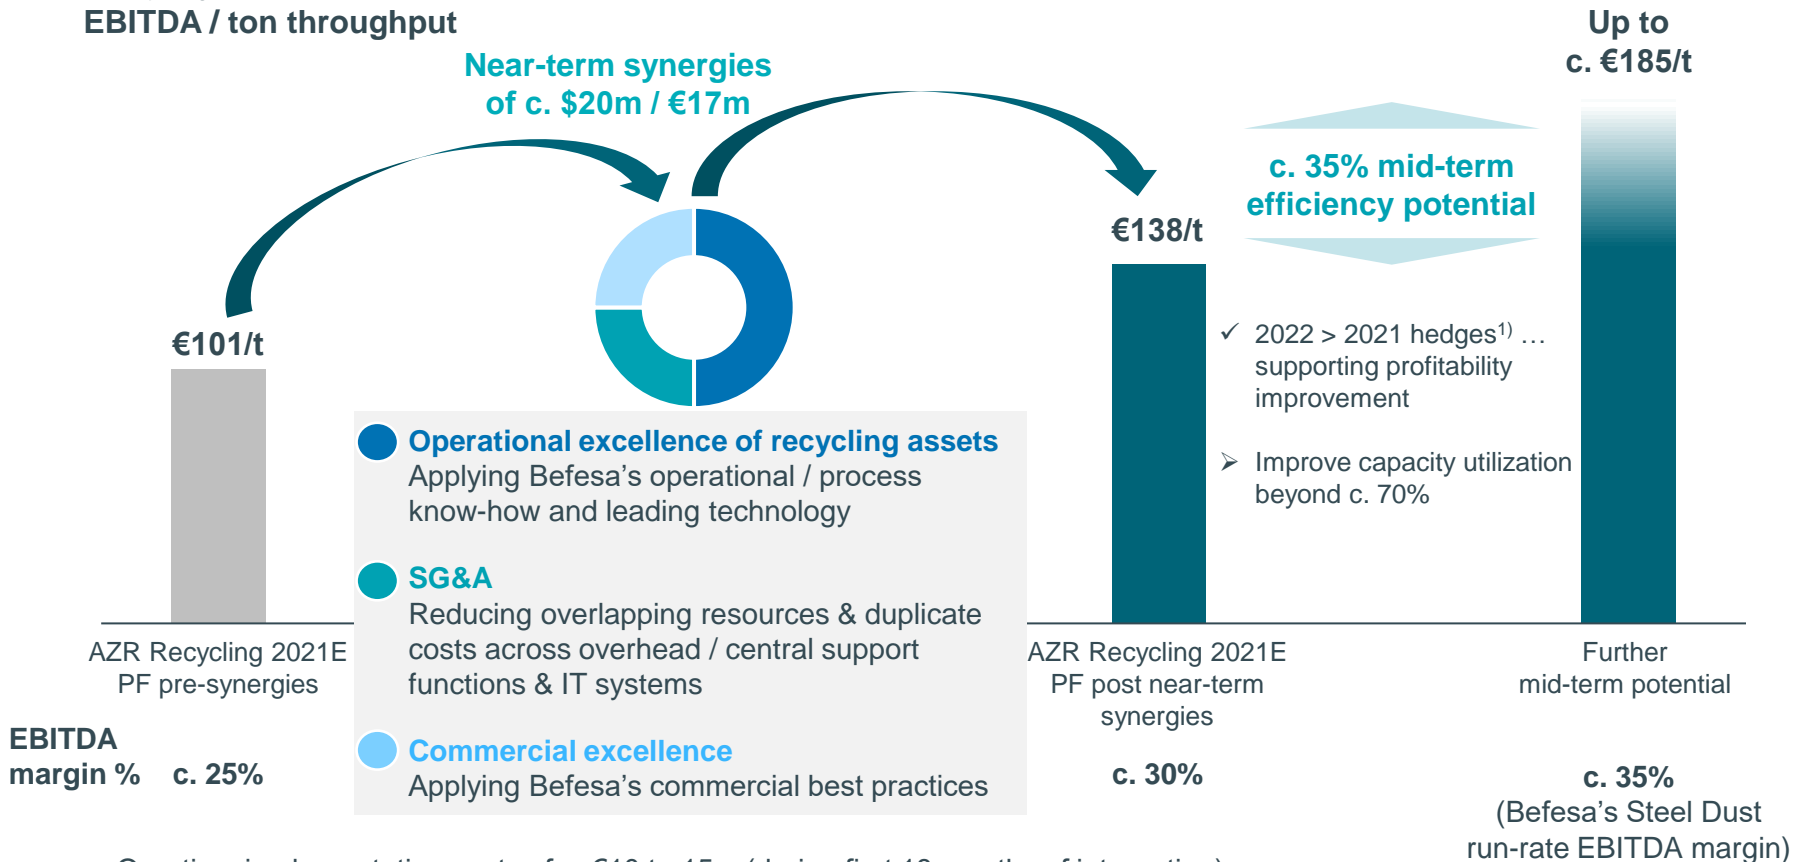 EBITDA / ton throughput
Near-term synergies
of c. $20m / €17m
Up to
c. €185/t
c. 35% mid-term
efficiency potential
€138/t
€101/t
✓ 2022 > 2021 hedges1) …
supporting profitability
improvement
➢ Improve capacity utilization
beyond c. 70%
Operational excellence of recycling assets
Applying Befesa’s operational / process
know-how and leading technology
SG&A
Reducing overlapping resources & duplicate
costs across overhead / central support
functions & IT systems
Commercial excellence
Applying Befesa’s commercial best practices
AZR Recycling 2021E
PF pre-synergies
AZR Recycling 2021E
PF post near-term
synergies
Further
mid-term potential
EBITDA
margin %
c. 25%
c. 30%
c. 35%
(Befesa’s Steel Dust
run-rate EBITDA margin)